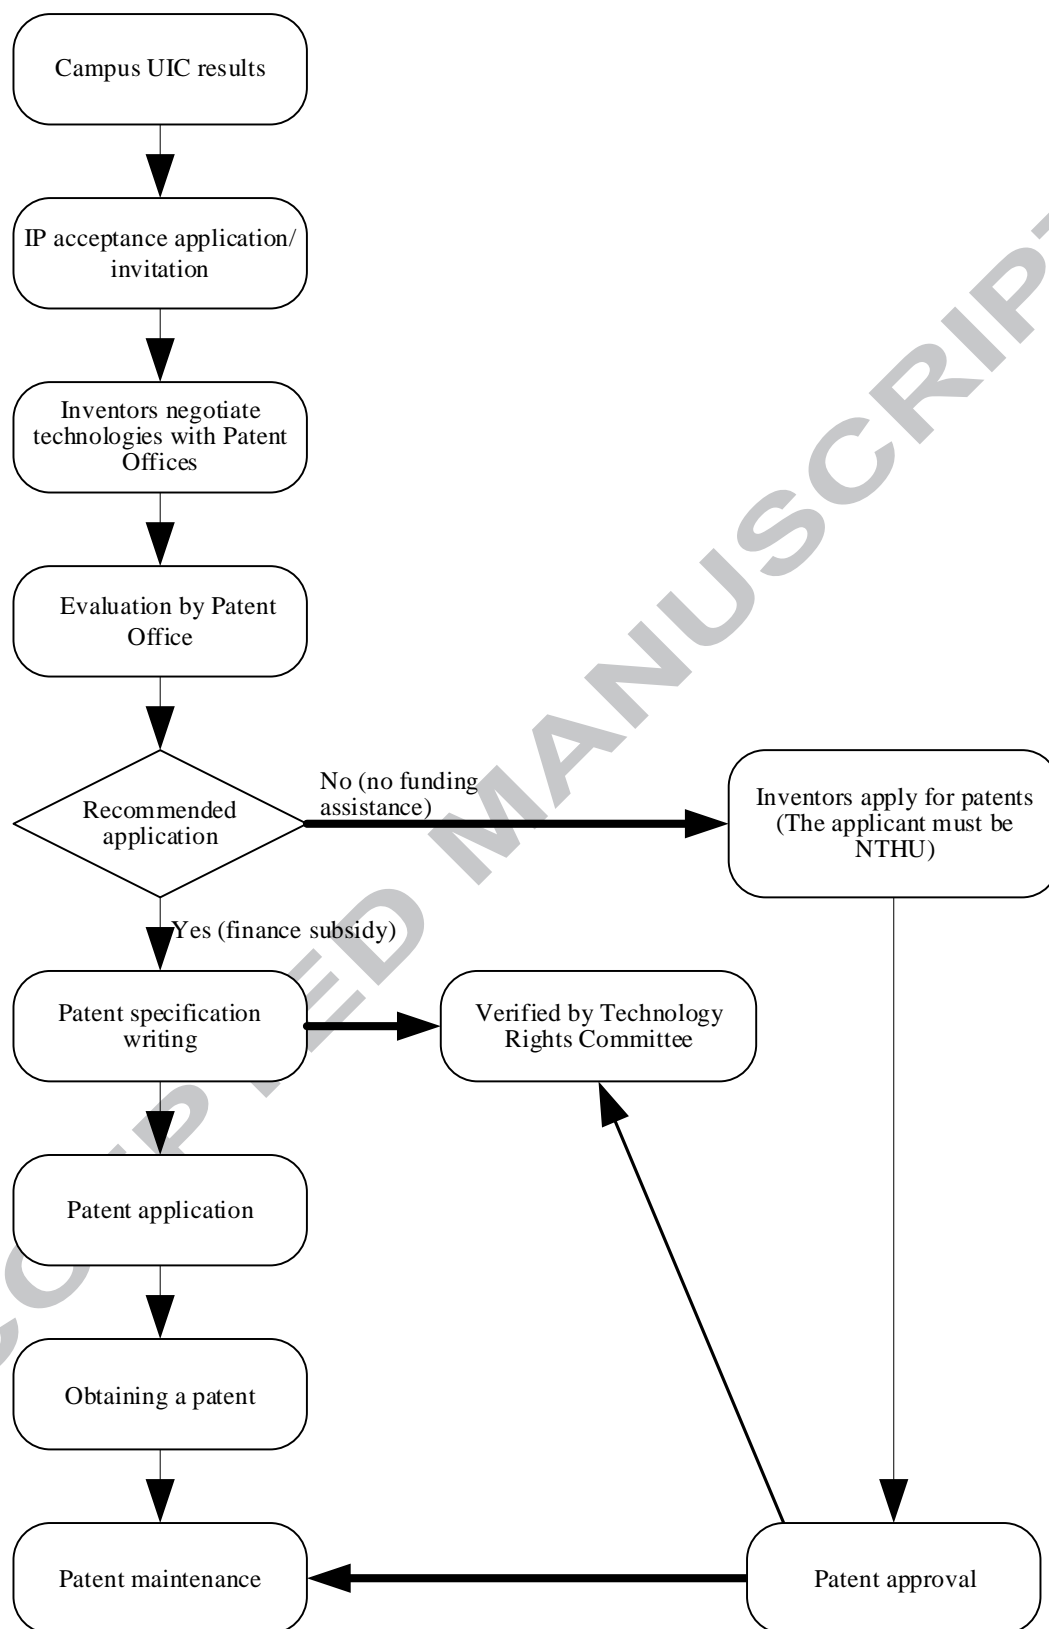 Campus UIC results
IP acceptance application/
invitation
Inventors negotiate
technologies with Patent
Offices
Evaluation by Patent
Office
Recommended
application
No (no funding
assistance)
Inventors apply for patents
(The applicant must be
NTHU)
Yes (finance subsidy)
Patent specification
writing
Verified by Technology
Rights Committee
Patent application
Obtaining a patent
Patent maintenance
Patent approval
MANUSCRIPT